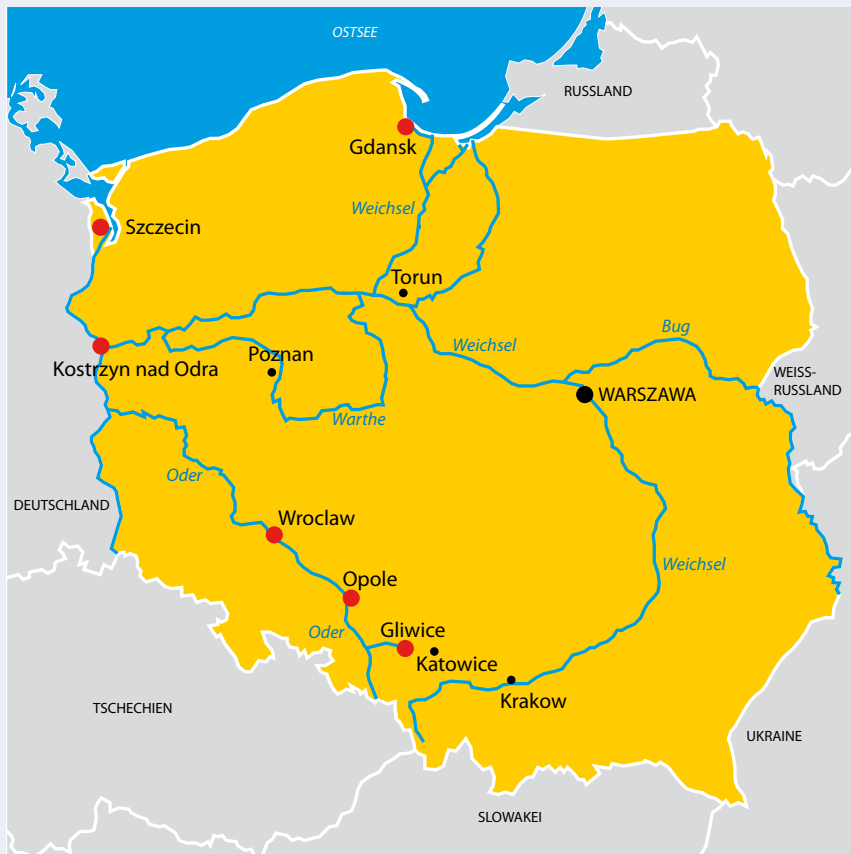 OSTSEE
RUSSLAND
Gdansk
Weichsel
Szczecin
Torun
Bug
Weichsel
Poznan
Kostrzyn nad Odra
WEISS-
RUSSLAND
WARSZAWA
Warthe
Oder
DEUTSCHLAND
Wroclaw
Weichsel
Opole
Oder
Gliwice
Katowice
Krakow
TSCHECHIEN
UKRAINE
SLOWAKEI